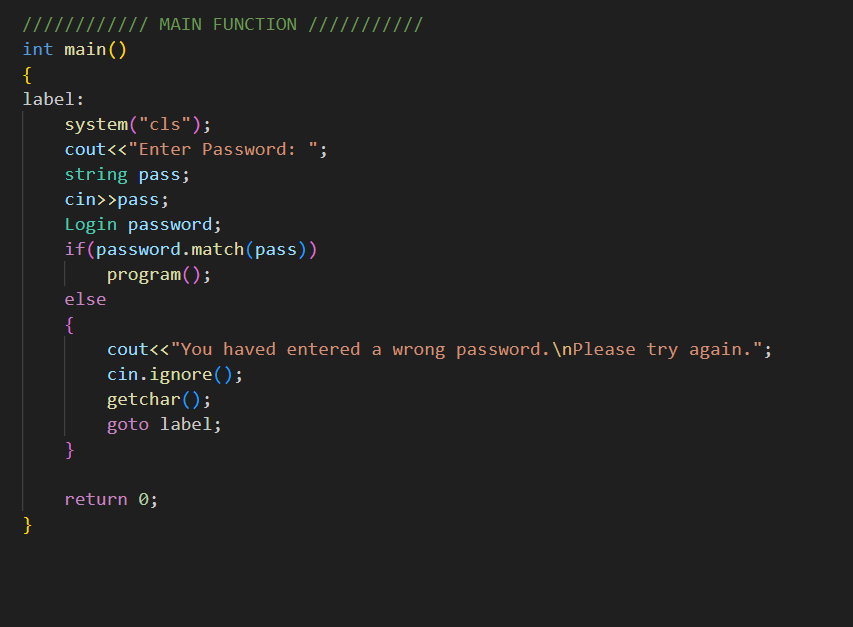 //////////// MAIN FUNCTION ///////////
int main()
{
label:
    system("cls");
    cout<<"Enter Password: ";
    string pass;
    cin>>pass;
    Login password;
    if(password.match(pass))
        program();
    else
    {
        cout<<"You haved entered a wrong password.\nPlease try again.";
        cin.ignore();
        getchar();
        goto label;
    }

    return 0;
}